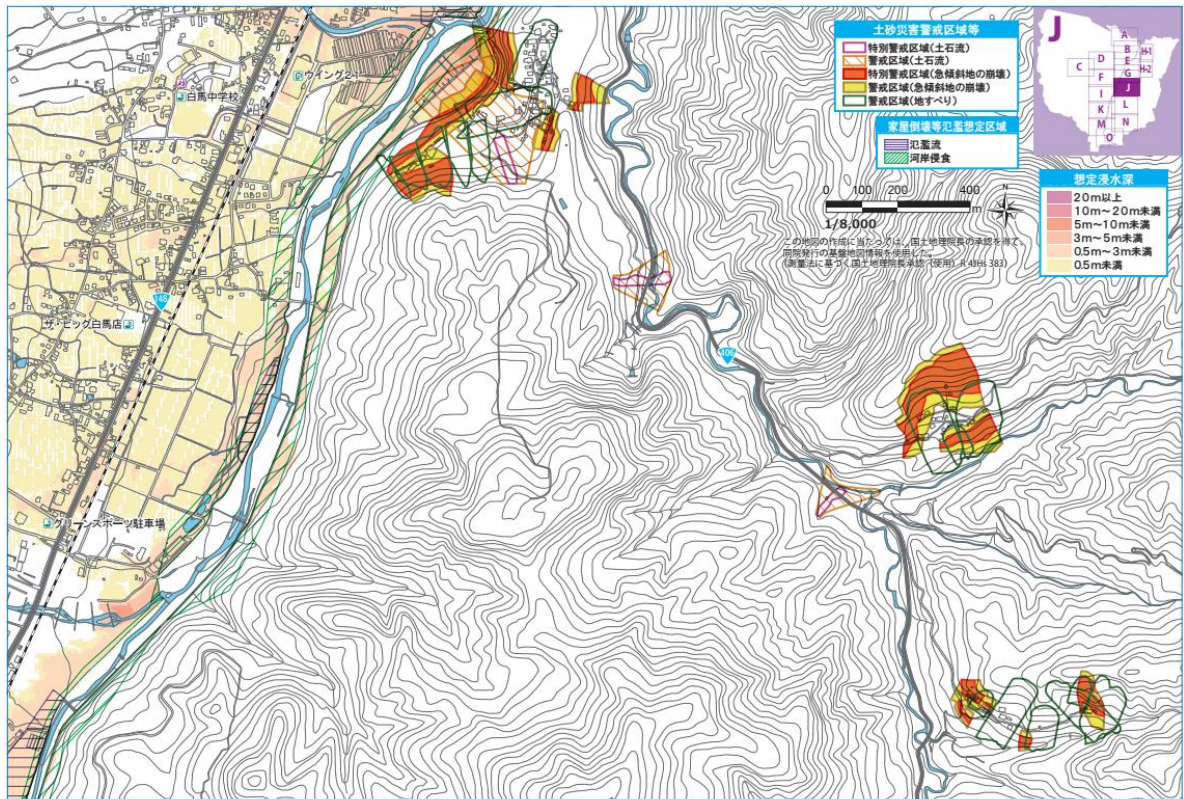 J
A
B
C
D
E
H-1
F
G
H-2
I
J
K
L
M
N
O
土砂災害警戒区域等
特別警戒区域(土石流)
警戒区域(土石流)
特別警戒区域(急傾斜地の崩壊)
警戒区域(急傾斜地の崩壊)
警戒区域(地すべり)
家屋倒壊等氾濫想定区域
氾濫流
河岸侵食
想定浸水深
20m以上
10m～20m未満
5m～10m未満
3m～5m未満
0.5m～3m未満
0.5m未満
0 100 200 400
m
N
1/8,000
この地図の作成に当たっては、国土地理院長の承認を得て、
同院発行の基盤地図情報を使用した。
(測量法に基づく国土地理院長承認(使用) R 4JHs 383)
ウイング21
白馬中学校
148
ザ・ビッグ白馬店
406
グリーンスポーツ駐車場